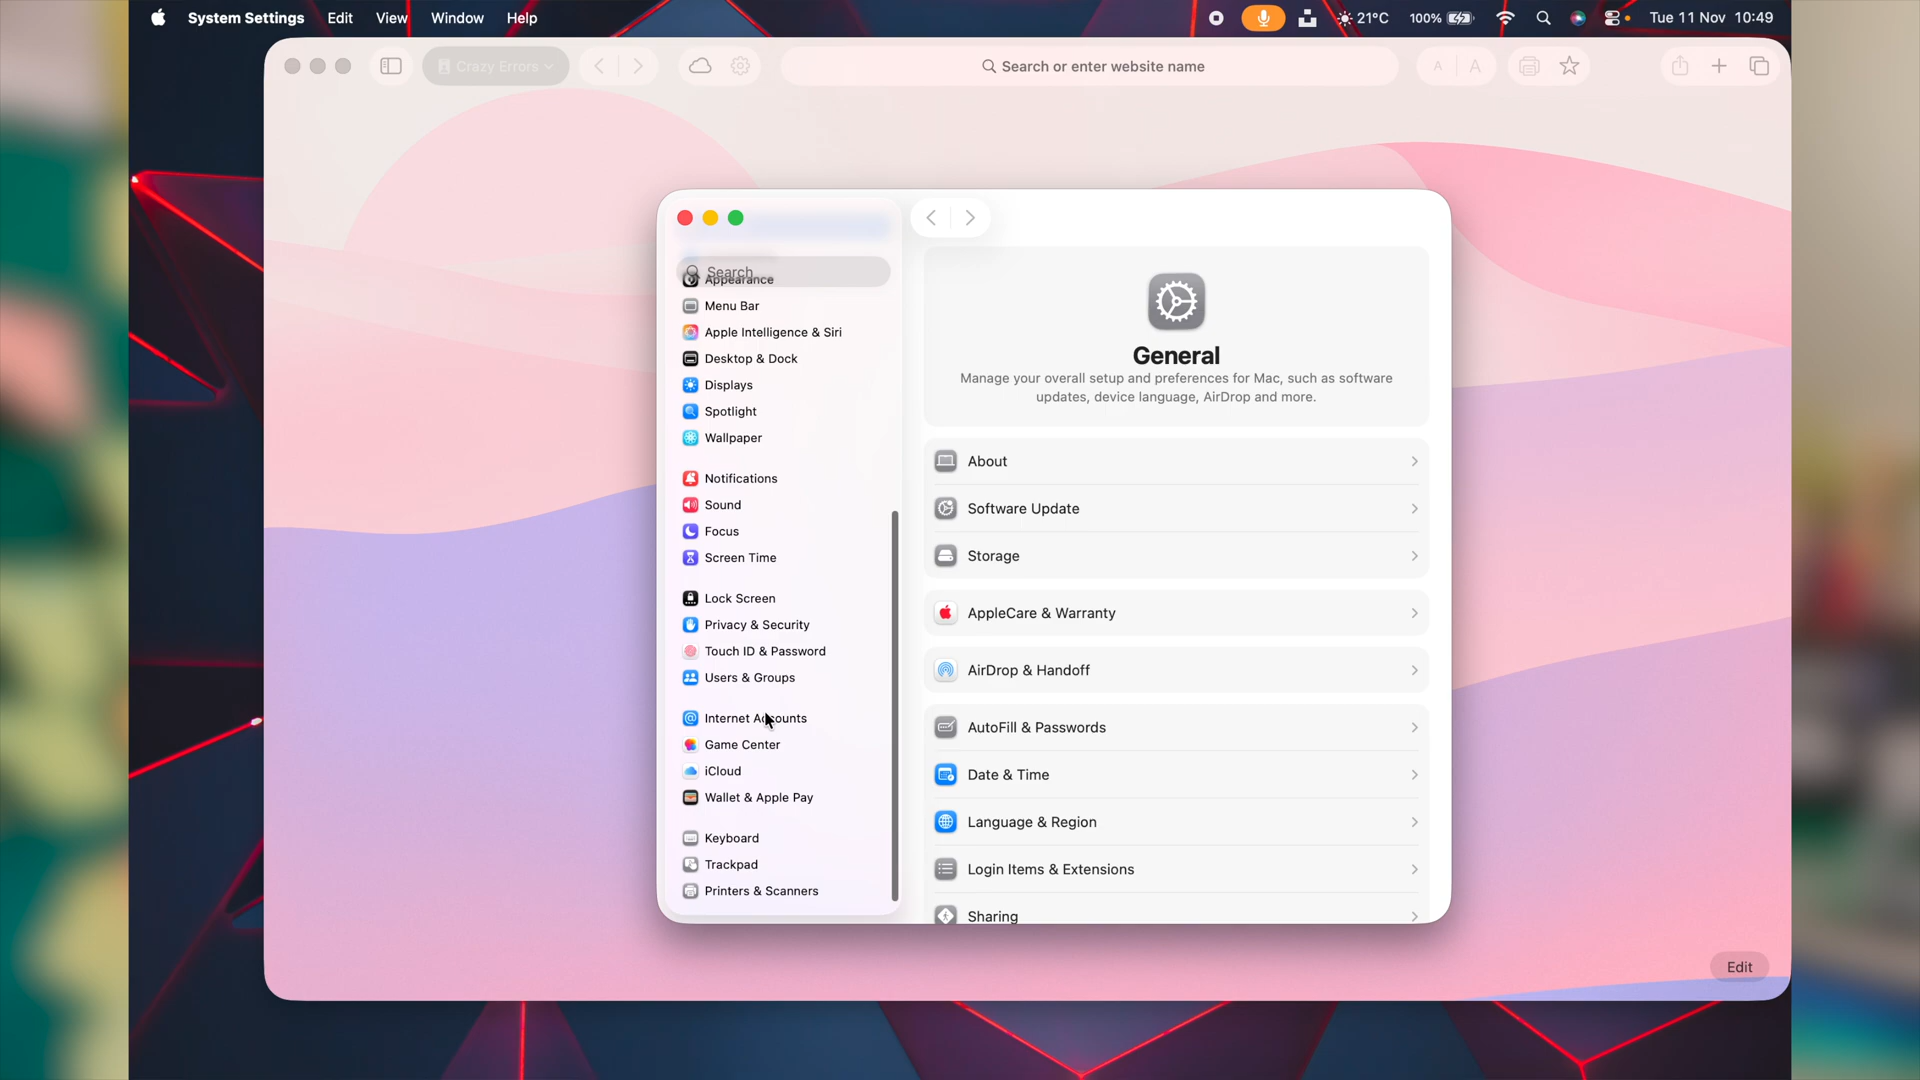 System Settings Edit View Window Help
21°C 100% Tue 11 Nov 10:49
Crazy Errors
Search or enter website name
A A
Search
Appearance
Menu Bar
Apple Intelligence & Siri
Desktop & Dock
Displays
Spotlight
Wallpaper
Notifications
Sound
Focus
Screen Time
Lock Screen
Privacy & Security
Touch ID & Password
Users & Groups
Internet Accounts
Game Center
iCloud
Wallet & Apple Pay
Keyboard
Trackpad
Printers & Scanners
General
Manage your overall setup and preferences for Mac, such as software
updates, device language, AirDrop and more.
About
Software Update
Storage
AppleCare & Warranty
AirDrop & Handoff
AutoFill & Passwords
Date & Time
Language & Region
Login Items & Extensions
Sharing
Edit